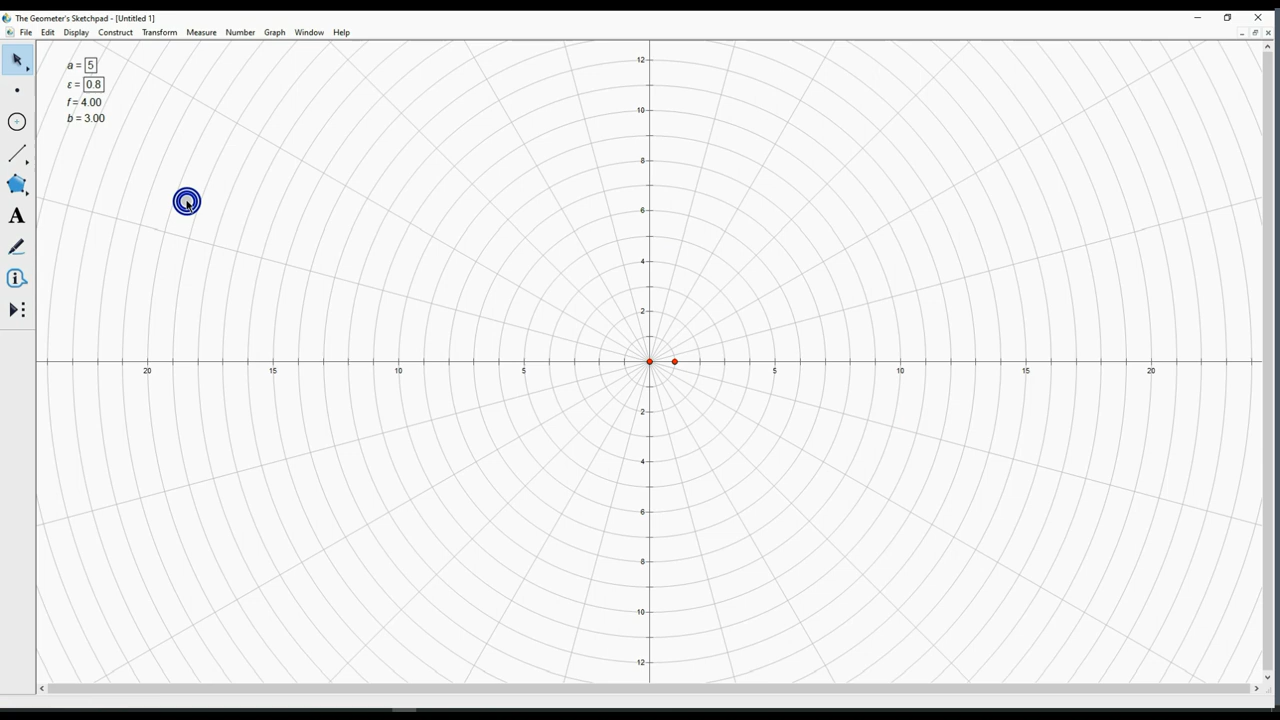 The Geometer's Sketchpad - [Untitled 1]
File Edit Display Construct Transform Measure Number Graph Window Help
a = 5
ε = 0.8
f = 4.00
b = 3.00
A
i
12
10
8
6
4
2
20 15 10 5 5 10 15 20
2
4
6
8
10
12